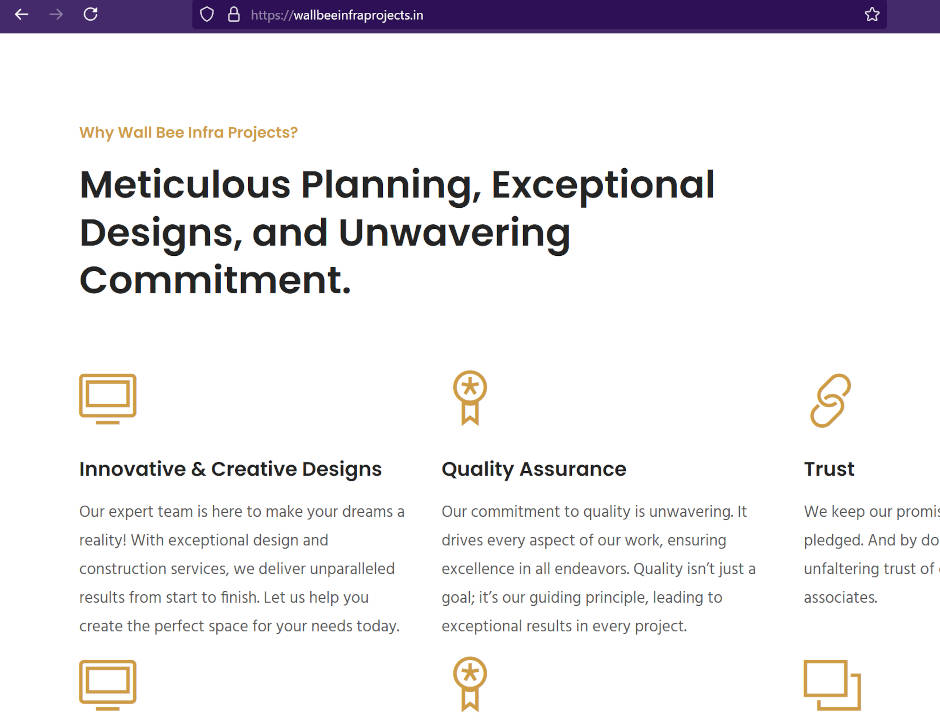 https://wallbeeinfraprojects.in
Why Wall Bee Infra Projects?
Meticulous Planning, Exceptional
Designs, and Unwavering
Commitment.
Innovative & Creative Designs
Our expert team is here to make your dreams a
reality! With exceptional design and
construction services, we deliver unparalleled
results from start to finish. Let us help you
create the perfect space for your needs today.
Quality Assurance
Our commitment to quality is unwavering. It
drives every aspect of our work, ensuring
excellence in all endeavors. Quality isn’t just a
goal; it’s our guiding principle, leading to
exceptional results in every project.
Trust
We keep our
pledged. And by
unfaltering trust of
associates.